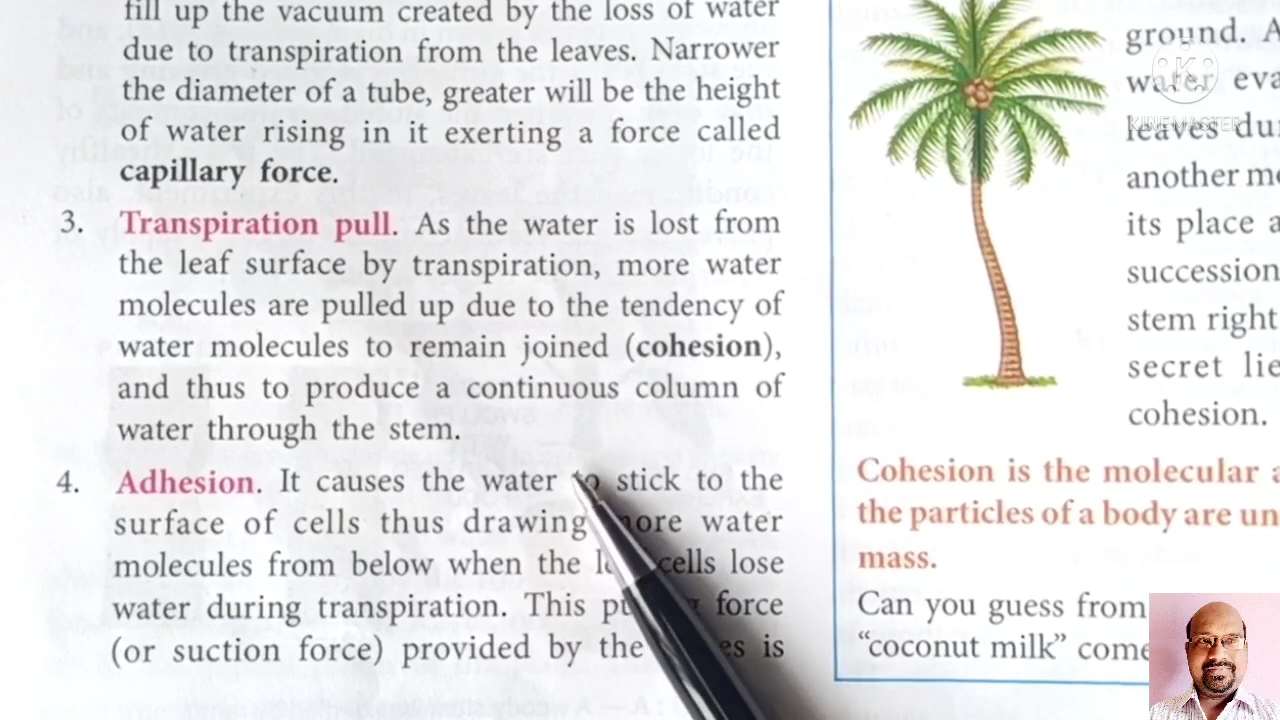 fill up the vacuum created by the loss of water
due to transpiration from the leaves. Narrower
the diameter of a tube, greater will be the height
of water rising in it exerting a force called
capillary force.
3. Transpiration pull. As the water is lost from
the leaf surface by transpiration, more water
molecules are pulled up due to the tendency of
water molecules to remain joined (cohesion),
and thus to produce a continuous column of
water through the stem.
4. Adhesion. It causes the water to stick to the
surface of cells thus drawing more water
molecules from below when the cells lose
water during transpiration. This force
(or suction force) provided by the is
ground. A
water eva
leaves du
another mo
its place a
succession
stem right
secret lie
cohesion.
Cohesion is the molecular a
the particles of a body are un
mass.
Can you guess from
"coconut milk" come
K
KINEMASTER